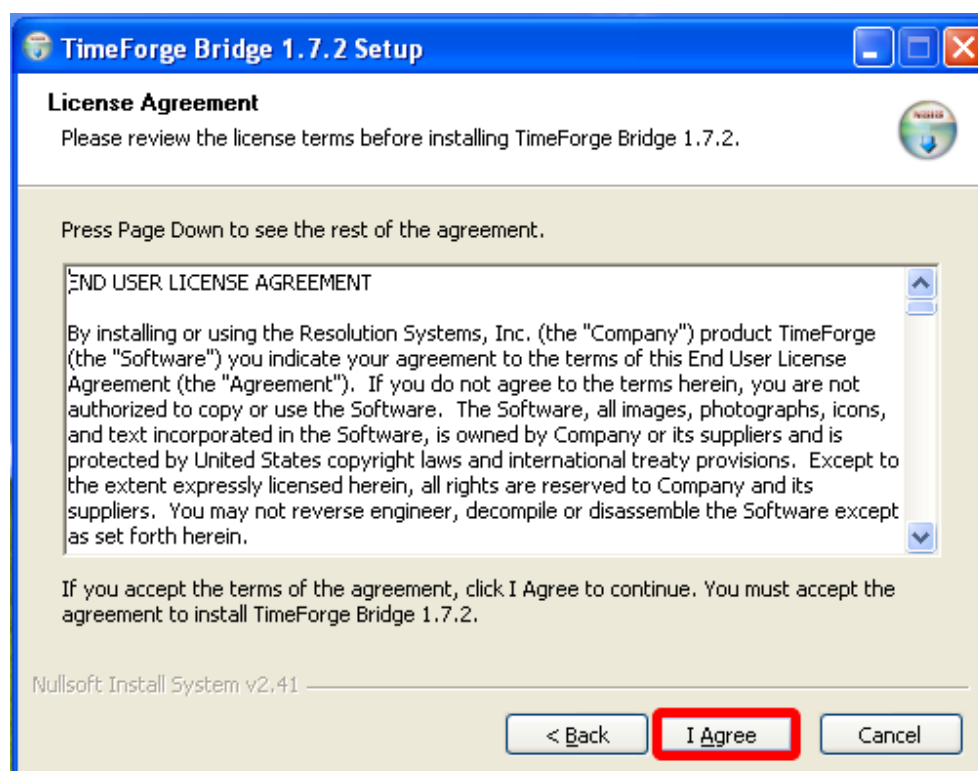 TimeForge Bridge 1.7.2 Setup
License Agreement
Please review the license terms before installing TimeForge Bridge 1.7.2.
Press Page Down to see the rest of the agreement.
END USER LICENSE AGREEMENT
By installing or using the Resolution Systems, Inc. (the "Company") product TimeForge
(the "Software") you indicate your agreement to the terms of this End User License
Agreement (the "Agreement").  If you do not agree to the terms herein, you are not
authorized to copy or use the Software.  The Software, all images, photographs, icons,
and text incorporated in the Software, is owned by Company or its suppliers and is
protected by United States copyright laws and international treaty provisions.  Except to
the extent expressly licensed herein, all rights are reserved to Company and its
suppliers.  You may not reverse engineer, decompile or disassemble the Software except
as set forth herein.
If you accept the terms of the agreement, click I Agree to continue. You must accept the
agreement to install TimeForge Bridge 1.7.2.
Nullsoft Install System v2.41
< Back
I Agree
Cancel